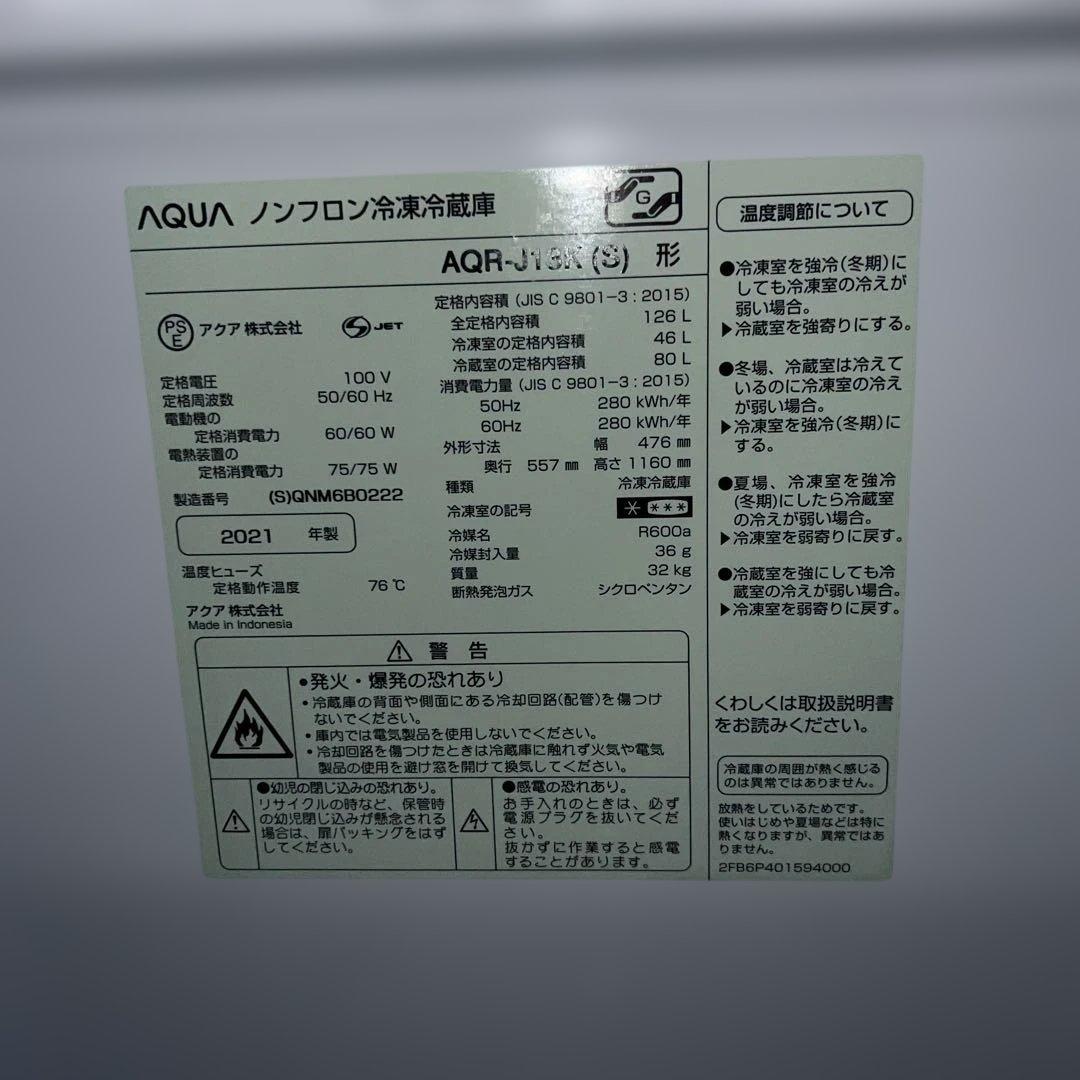 AQUA ノンフロン冷凍冷蔵庫
G
AQR-J13K (S) 形
PS
E
アクア 株式会社
S JET
定格電圧 100 V
定格周波数 50/60 Hz
電動機の
定格消費電力 60/60 W
電熱装置の
定格消費電力 75/75 W
製造番号 (S)QNM6B0222
2021 年製
温度ヒューズ
定格動作温度 76 ℃
アクア 株式会社
Made in Indonesia
定格内容積 (JIS C 9801-3 : 2015)
全定格内容積 126 L
冷凍室の定格内容積 46 L
冷蔵室の定格内容積 80 L
消費電力量 (JIS C 9801-3 : 2015)
50Hz 280 kWh/年
60Hz 280 kWh/年
外形寸法 幅 476 ㎜
奥行 557 ㎜ 高さ 1160 ㎜
種類 冷凍冷蔵庫
冷凍室の記号 * ***
冷媒名 R600a
冷媒封入量 36 g
質量 32 kg
断熱発泡ガス シクロペンタン
⚠ 警告
●発火・爆発の恐れあり
・冷蔵庫の背面や側面にある冷却回路(配管)を傷つけ
ないでください。
・庫内では電気製品を使用しないでください。
・冷却回路を傷つけたときは冷蔵庫に触れず火気や電気
製品の使用を避け窓を開けて換気してください。
●幼児の閉じ込みの恐れあり。
リサイクルの時など、保管時
の幼児閉じ込みが懸念される
場合は、扉パッキングをはず
してください。
●感電の恐れあり。
お手入れのときは、必ず
電源プラグを抜いてくだ
さい。
抜かずに作業すると感電
することがあります。
温度調節について
●冷凍室を強冷(冬期)に
しても冷凍室の冷えが
弱い場合。
▶冷蔵室を強寄りにする。
●冬場、冷蔵室は冷えて
いるのに冷凍室の冷え
が弱い場合。
▶冷凍室を強冷(冬期)に
する。
●夏場、冷凍室を強冷
(冬期)にしたら冷蔵室
の冷えが弱い場合。
▶冷凍室を弱寄りに戻す。
●冷蔵室を強にしても冷
蔵室の冷えが弱い場合。
▶冷凍室を弱寄りに戻す。
くわしくは取扱説明書
をお読みください。
冷蔵庫の周囲が熱く感じる
のは異常ではありません。
放熱をしているためです。
使いはじめや夏場などは特に
熱くなりますが、異常ではあ
りません。
2FB6P401594000